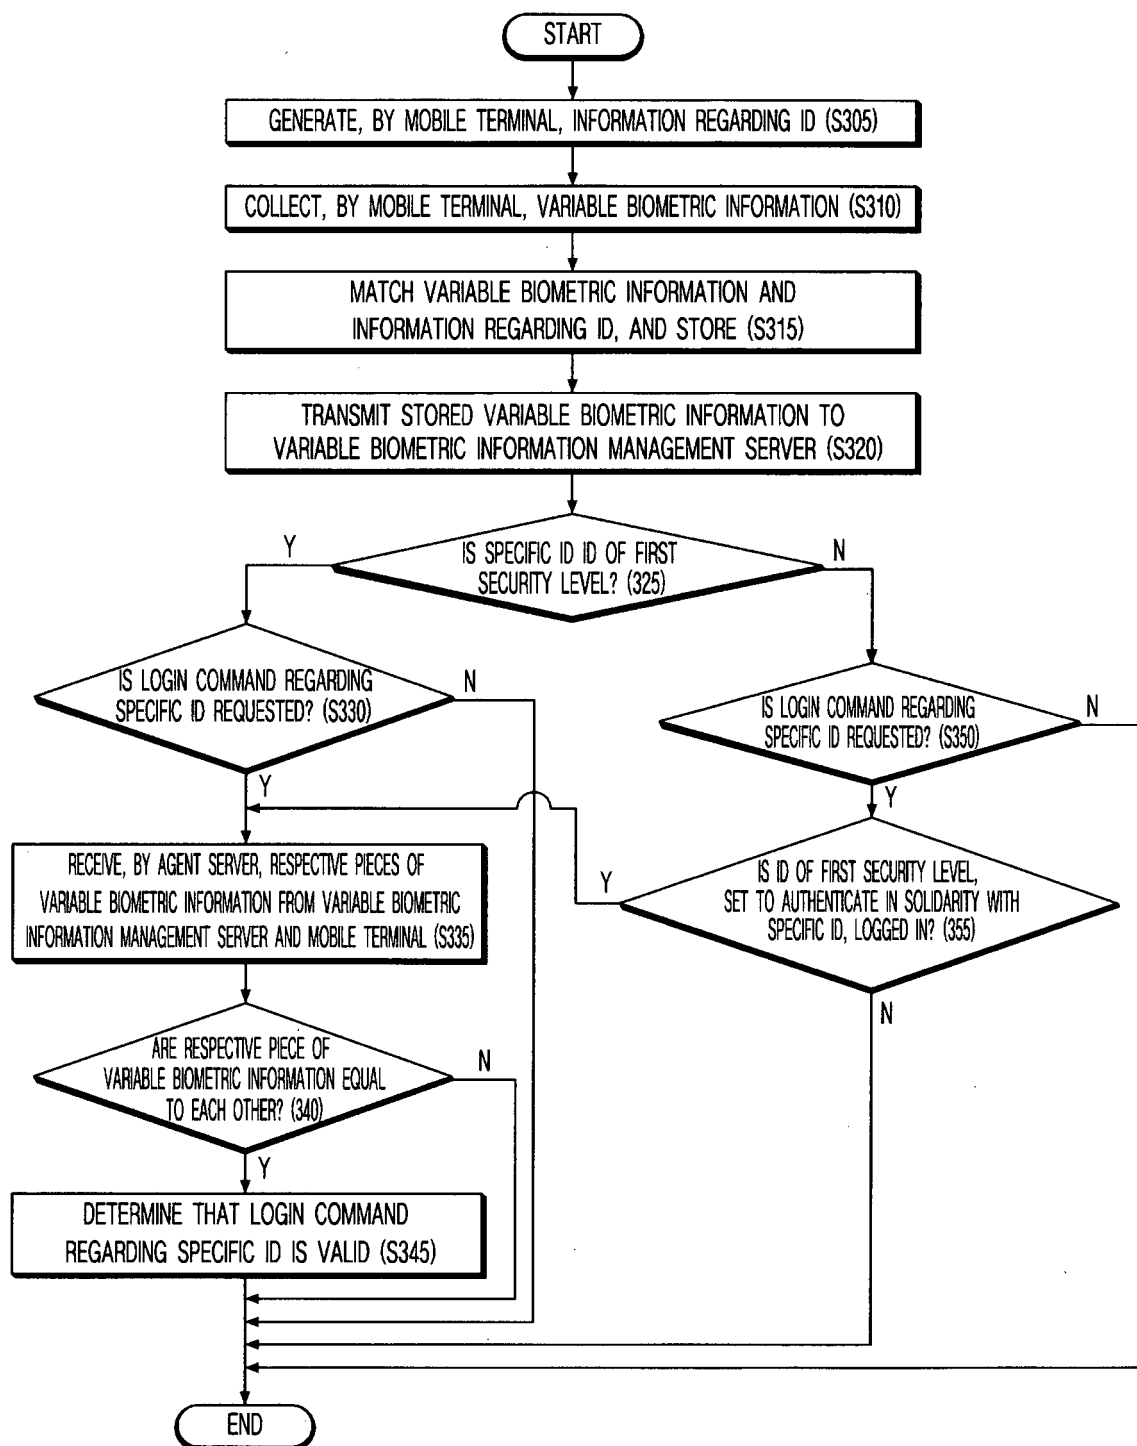 START
GENERATE, BY MOBILE TERMINAL, INFORMATION REGARDING ID (S305)
COLLECT, BY MOBILE TERMINAL, VARIABLE BIOMETRIC INFORMATION (S310)
MATCH VARIABLE BIOMETRIC INFORMATION AND
INFORMATION REGARDING ID, AND STORE (S315)
TRANSMIT STORED VARIABLE BIOMETRIC INFORMATION TO
VARIABLE BIOMETRIC INFORMATION MANAGEMENT SERVER (S320)
Y
IS SPECIFIC ID ID OF FIRST
SECURITY LEVEL? (325)
N
IS LOGIN COMMAND REGARDING
SPECIFIC ID REQUESTED? (S330)
N
Y
IS LOGIN COMMAND REGARDING
SPECIFIC ID REQUESTED? (S350)
N
Y
RECEIVE, BY AGENT SERVER, RESPECTIVE PIECES OF
VARIABLE BIOMETRIC INFORMATION FROM VARIABLE BIOMETRIC
INFORMATION MANAGEMENT SERVER AND MOBILE TERMINAL (S335)
Y
IS ID OF FIRST SECURITY LEVEL,
SET TO AUTHENTICATE IN SOLIDARITY WITH
SPECIFIC ID, LOGGED IN? (355)
N
ARE RESPECTIVE PIECE OF
VARIABLE BIOMETRIC INFORMATION EQUAL
TO EACH OTHER? (340)
N
Y
DETERMINE THAT LOGIN COMMAND
REGARDING SPECIFIC ID IS VALID (S345)
END